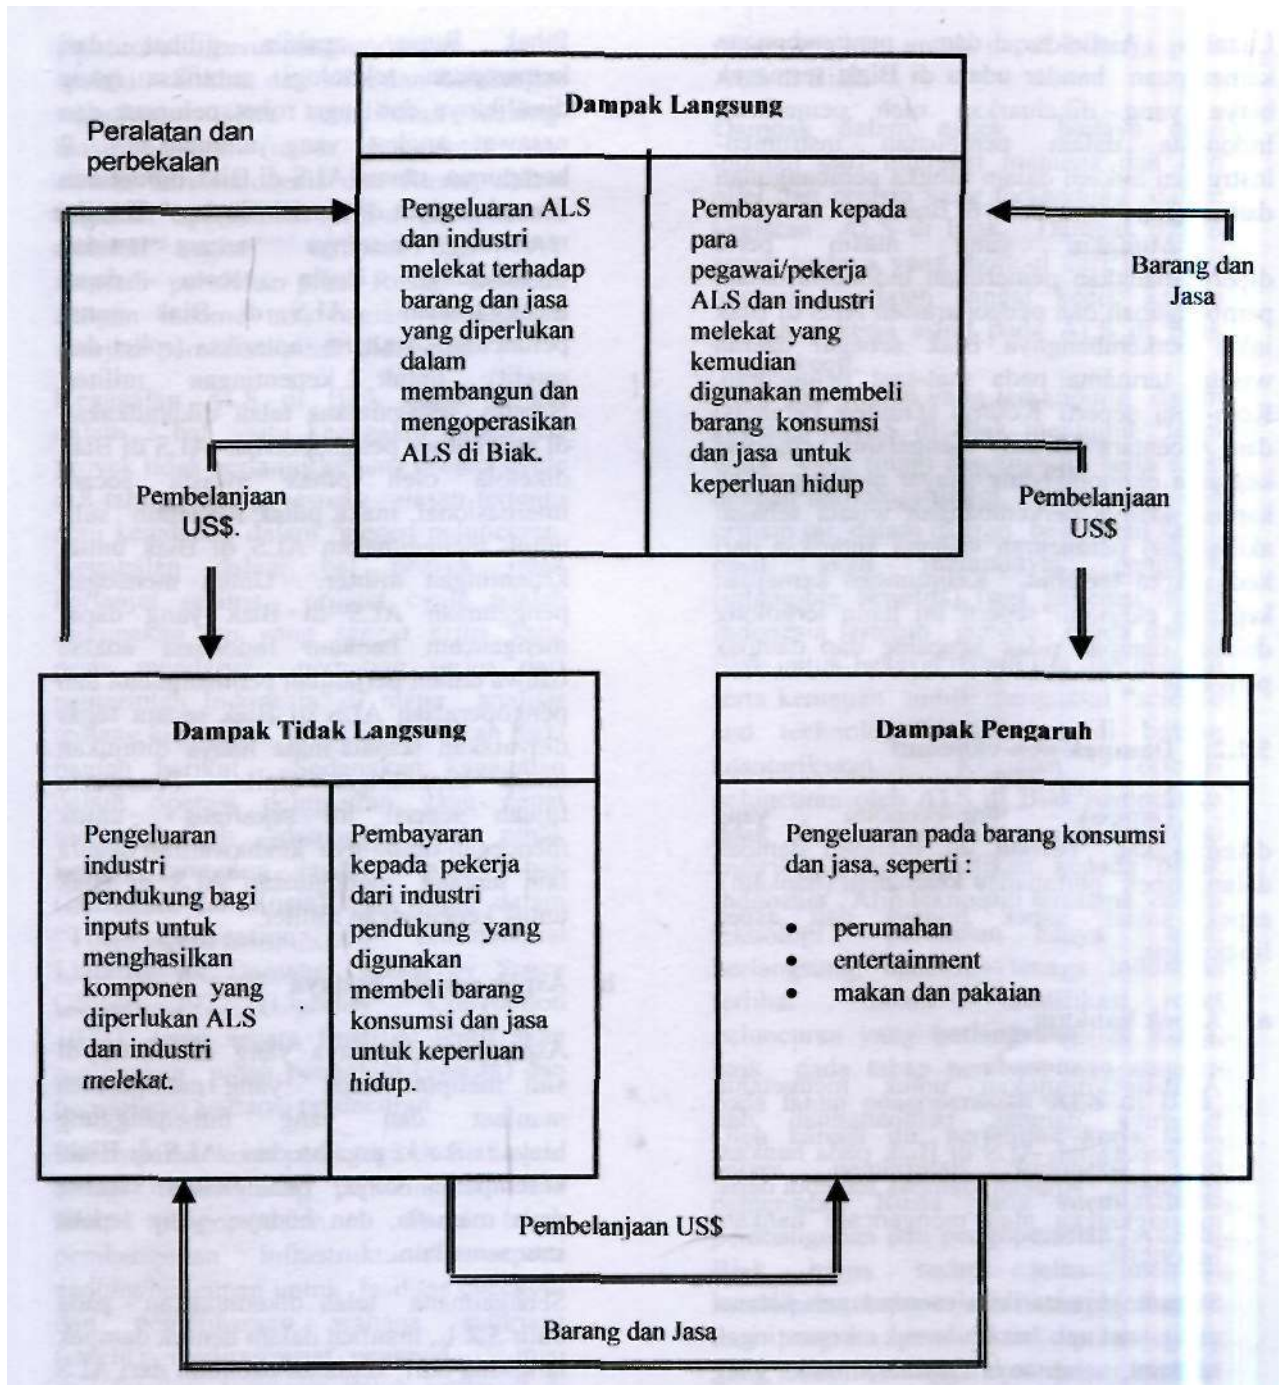 Dampak Langsung
Peralatan dan
perbekalan
Pengeluaran ALS
dan industri
melekat terhadap
barang dan jasa
yang diperlukan
dalam
membangun dan
mengoperasikan
ALS di Biak.
Pembayaran kepada
para
pegawai/pekerja
ALS dan industri
melekat yang
kemudian
digunakan membeli
barang konsumsi
dan jasa untuk
keperluan hidup
Barang dan
Jasa
Pembelanjaan
US$.
Pembelanjaan
US$
Dampak Tidak Langsung
Pengeluaran
industri
pendukung bagi
inputs untuk
menghasilkan
komponen yang
diperlukan ALS
dan industri
melekat.
Pembayaran
kepada pekerja
dari industri
pendukung yang
digunakan
membeli barang
konsumsi dan jasa
untuk keperluan
hidup.
Dampak Pengaruh
Pengeluaran pada barang konsumsi
dan jasa, seperti :
• perumahan
• entertainment
• makan dan pakaian
Pembelanjaan US$
Barang dan Jasa